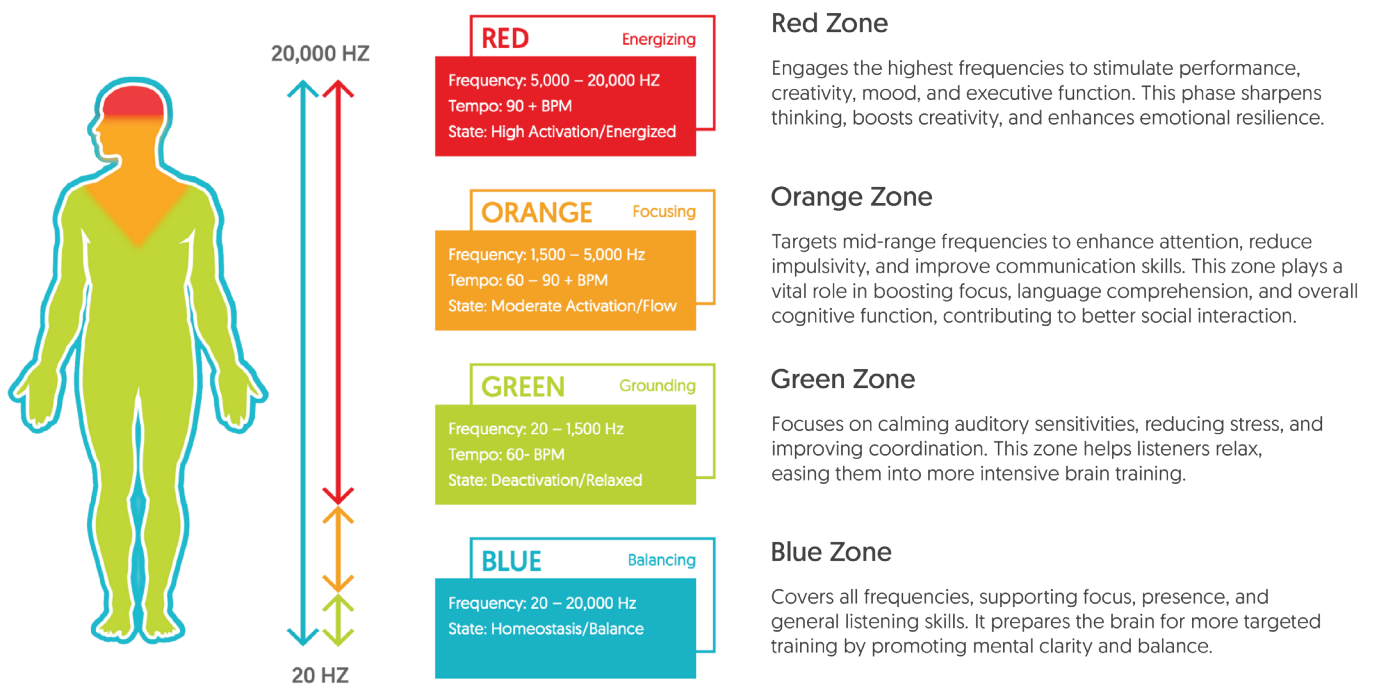 20,000 HZ
20 HZ
RED Energizing
Frequency: 5,000 – 20,000 HZ
Tempo: 90 + BPM
State: High Activation/Energized
Red Zone
Engages the highest frequencies to stimulate performance,
creativity, mood, and executive function. This phase sharpens
thinking, boosts creativity, and enhances emotional resilience.
ORANGE Focusing
Frequency: 1,500 – 5,000 Hz
Tempo: 60 – 90 + BPM
State: Moderate Activation/Flow
Orange Zone
Targets mid-range frequencies to enhance attention, reduce
impulsivity, and improve communication skills. This zone plays a
vital role in boosting focus, language comprehension, and overall
cognitive function, contributing to better social interaction.
GREEN Grounding
Frequency: 20 – 1,500 Hz
Tempo: 60- BPM
State: Deactivation/Relaxed
Green Zone
Focuses on calming auditory sensitivities, reducing stress, and
improving coordination. This zone helps listeners relax,
easing them into more intensive brain training.
BLUE Balancing
Frequency: 20 – 20,000 Hz
State: Homeostasis/Balance
Blue Zone
Covers all frequencies, supporting focus, presence, and
general listening skills. It prepares the brain for more targeted
training by promoting mental clarity and balance.